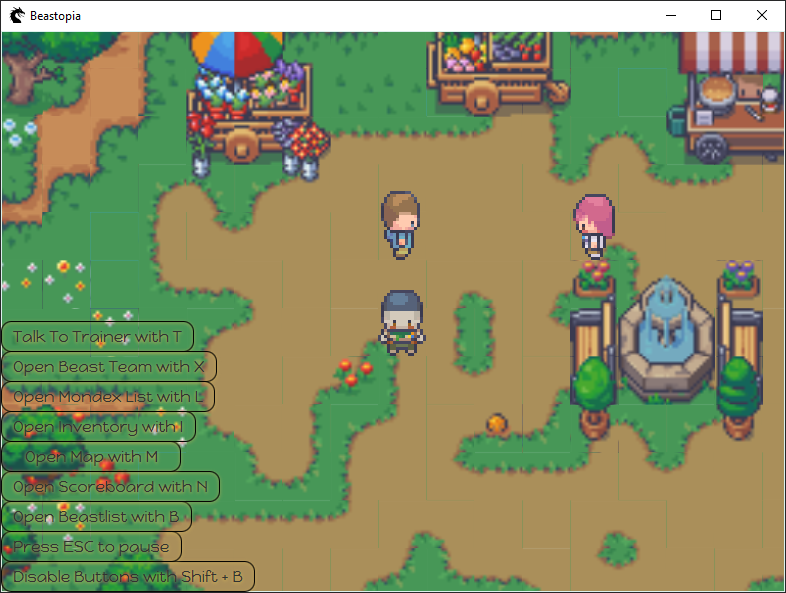 Beastopia
Talk To Trainer with T
Open Beast Team with X
Open Mondex List with L
Open Inventory with I
Open Map with M
Open Scoreboard with N
Open Beastlist with B
Press ESC to pause
Disable Buttons with Shift + B